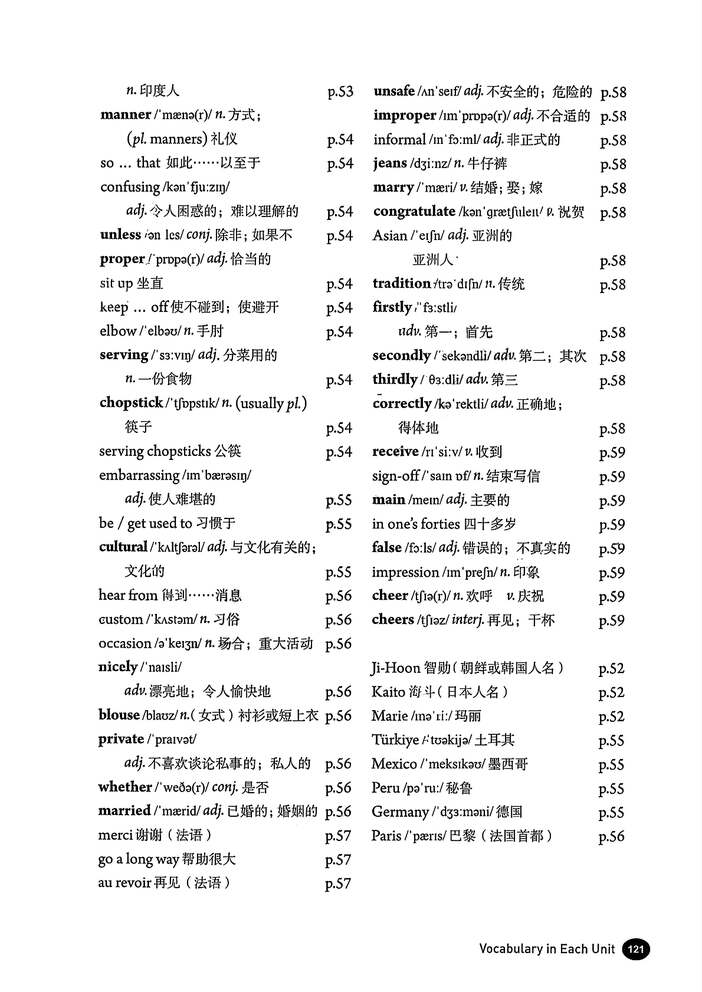 n. 印度人 p.53
manner /ˈmænə(r)/ n. 方式；
(pl. manners) 礼仪 p.54
so … that 如此……以至于 p.54
confusing /kənˈfjuːzɪŋ/
adj. 令人困惑的；难以理解的 p.54
unless /ənˈles/ conj. 除非；如果不 p.54
proper /ˈprɒpə(r)/ adj. 恰当的 p.54
sit up 坐直 p.54
keep … off 使不碰到；使避开 p.54
elbow /ˈelbəʊ/ n. 手肘 p.54
serving /ˈsɜːvɪŋ/ adj. 分菜用的
n. 一份食物 p.54
chopstick /ˈtʃɒpstɪk/ n. (usually pl.)
筷子 p.54
serving chopsticks 公筷 p.54
embarrassing /ɪmˈbærəsɪŋ/
adj. 使人难堪的 p.55
be / get used to 习惯于 p.55
cultural /ˈkʌltʃərəl/ adj. 与文化有关的；
文化的 p.55
hear from 得到……消息 p.56
custom /ˈkʌstəm/ n. 习俗 p.56
occasion /əˈkeɪʒn/ n. 场合；重大活动 p.56
nicely /ˈnaɪsli/
adv. 漂亮地；令人愉快地 p.56
blouse /blaʊz/ n.（女式）衬衫或短上衣 p.56
private /ˈpraɪvət/
adj. 不喜欢谈论私事的；私人的 p.56
whether /ˈweðə(r)/ conj. 是否 p.56
married /ˈmærid/ adj. 已婚的；婚姻的 p.56
merci 谢谢（法语） p.57
go a long way 帮助很大 p.57
au revoir 再见（法语） p.57
unsafe /ʌnˈseɪf/ adj. 不安全的；危险的 p.58
improper /ɪmˈprɒpə(r)/ adj. 不合适的 p.58
informal /ɪnˈfɔːml/ adj. 非正式的 p.58
jeans /dʒiːnz/ n. 牛仔裤 p.58
marry /ˈmæri/ v. 结婚；娶；嫁 p.58
congratulate /kənˈɡrætʃuleɪt/ v. 祝贺 p.58
Asian /ˈeɪʃn/ adj. 亚洲的
亚洲人 p.58
tradition /trəˈdɪʃn/ n. 传统 p.58
firstly /ˈfɜːstli/
adv. 第一；首先 p.58
secondly /ˈsekəndli/ adv. 第二；其次 p.58
thirdly /ˈθɜːdli/ adv. 第三 p.58
correctly /kəˈrektli/ adv. 正确地；
得体地 p.58
receive /rɪˈsiːv/ v. 收到 p.59
sign-off /ˈsaɪn ɒf/ n. 结束写信 p.59
main /meɪn/ adj. 主要的 p.59
in one's forties 四十多岁 p.59
false /fɔːls/ adj. 错误的；不真实的 p.59
impression /ɪmˈpreʃn/ n. 印象 p.59
cheer /tʃɪə(r)/ n. 欢呼 v. 庆祝 p.59
cheers /tʃɪəz/ interj. 再见；干杯 p.59
Ji-Hoon 智勋（朝鲜或韩国人名） p.52
Kaito 海斗（日本人名） p.52
Marie /məˈriː/ 玛丽 p.52
Türkiye /ˈtʊəkijə/ 土耳其 p.55
Mexico /ˈmeksɪkəʊ/ 墨西哥 p.55
Peru /pəˈruː/ 秘鲁 p.55
Germany /ˈdʒɜːməni/ 德国 p.55
Paris /ˈpærɪs/ 巴黎（法国首都） p.56
Vocabulary in Each Unit 121